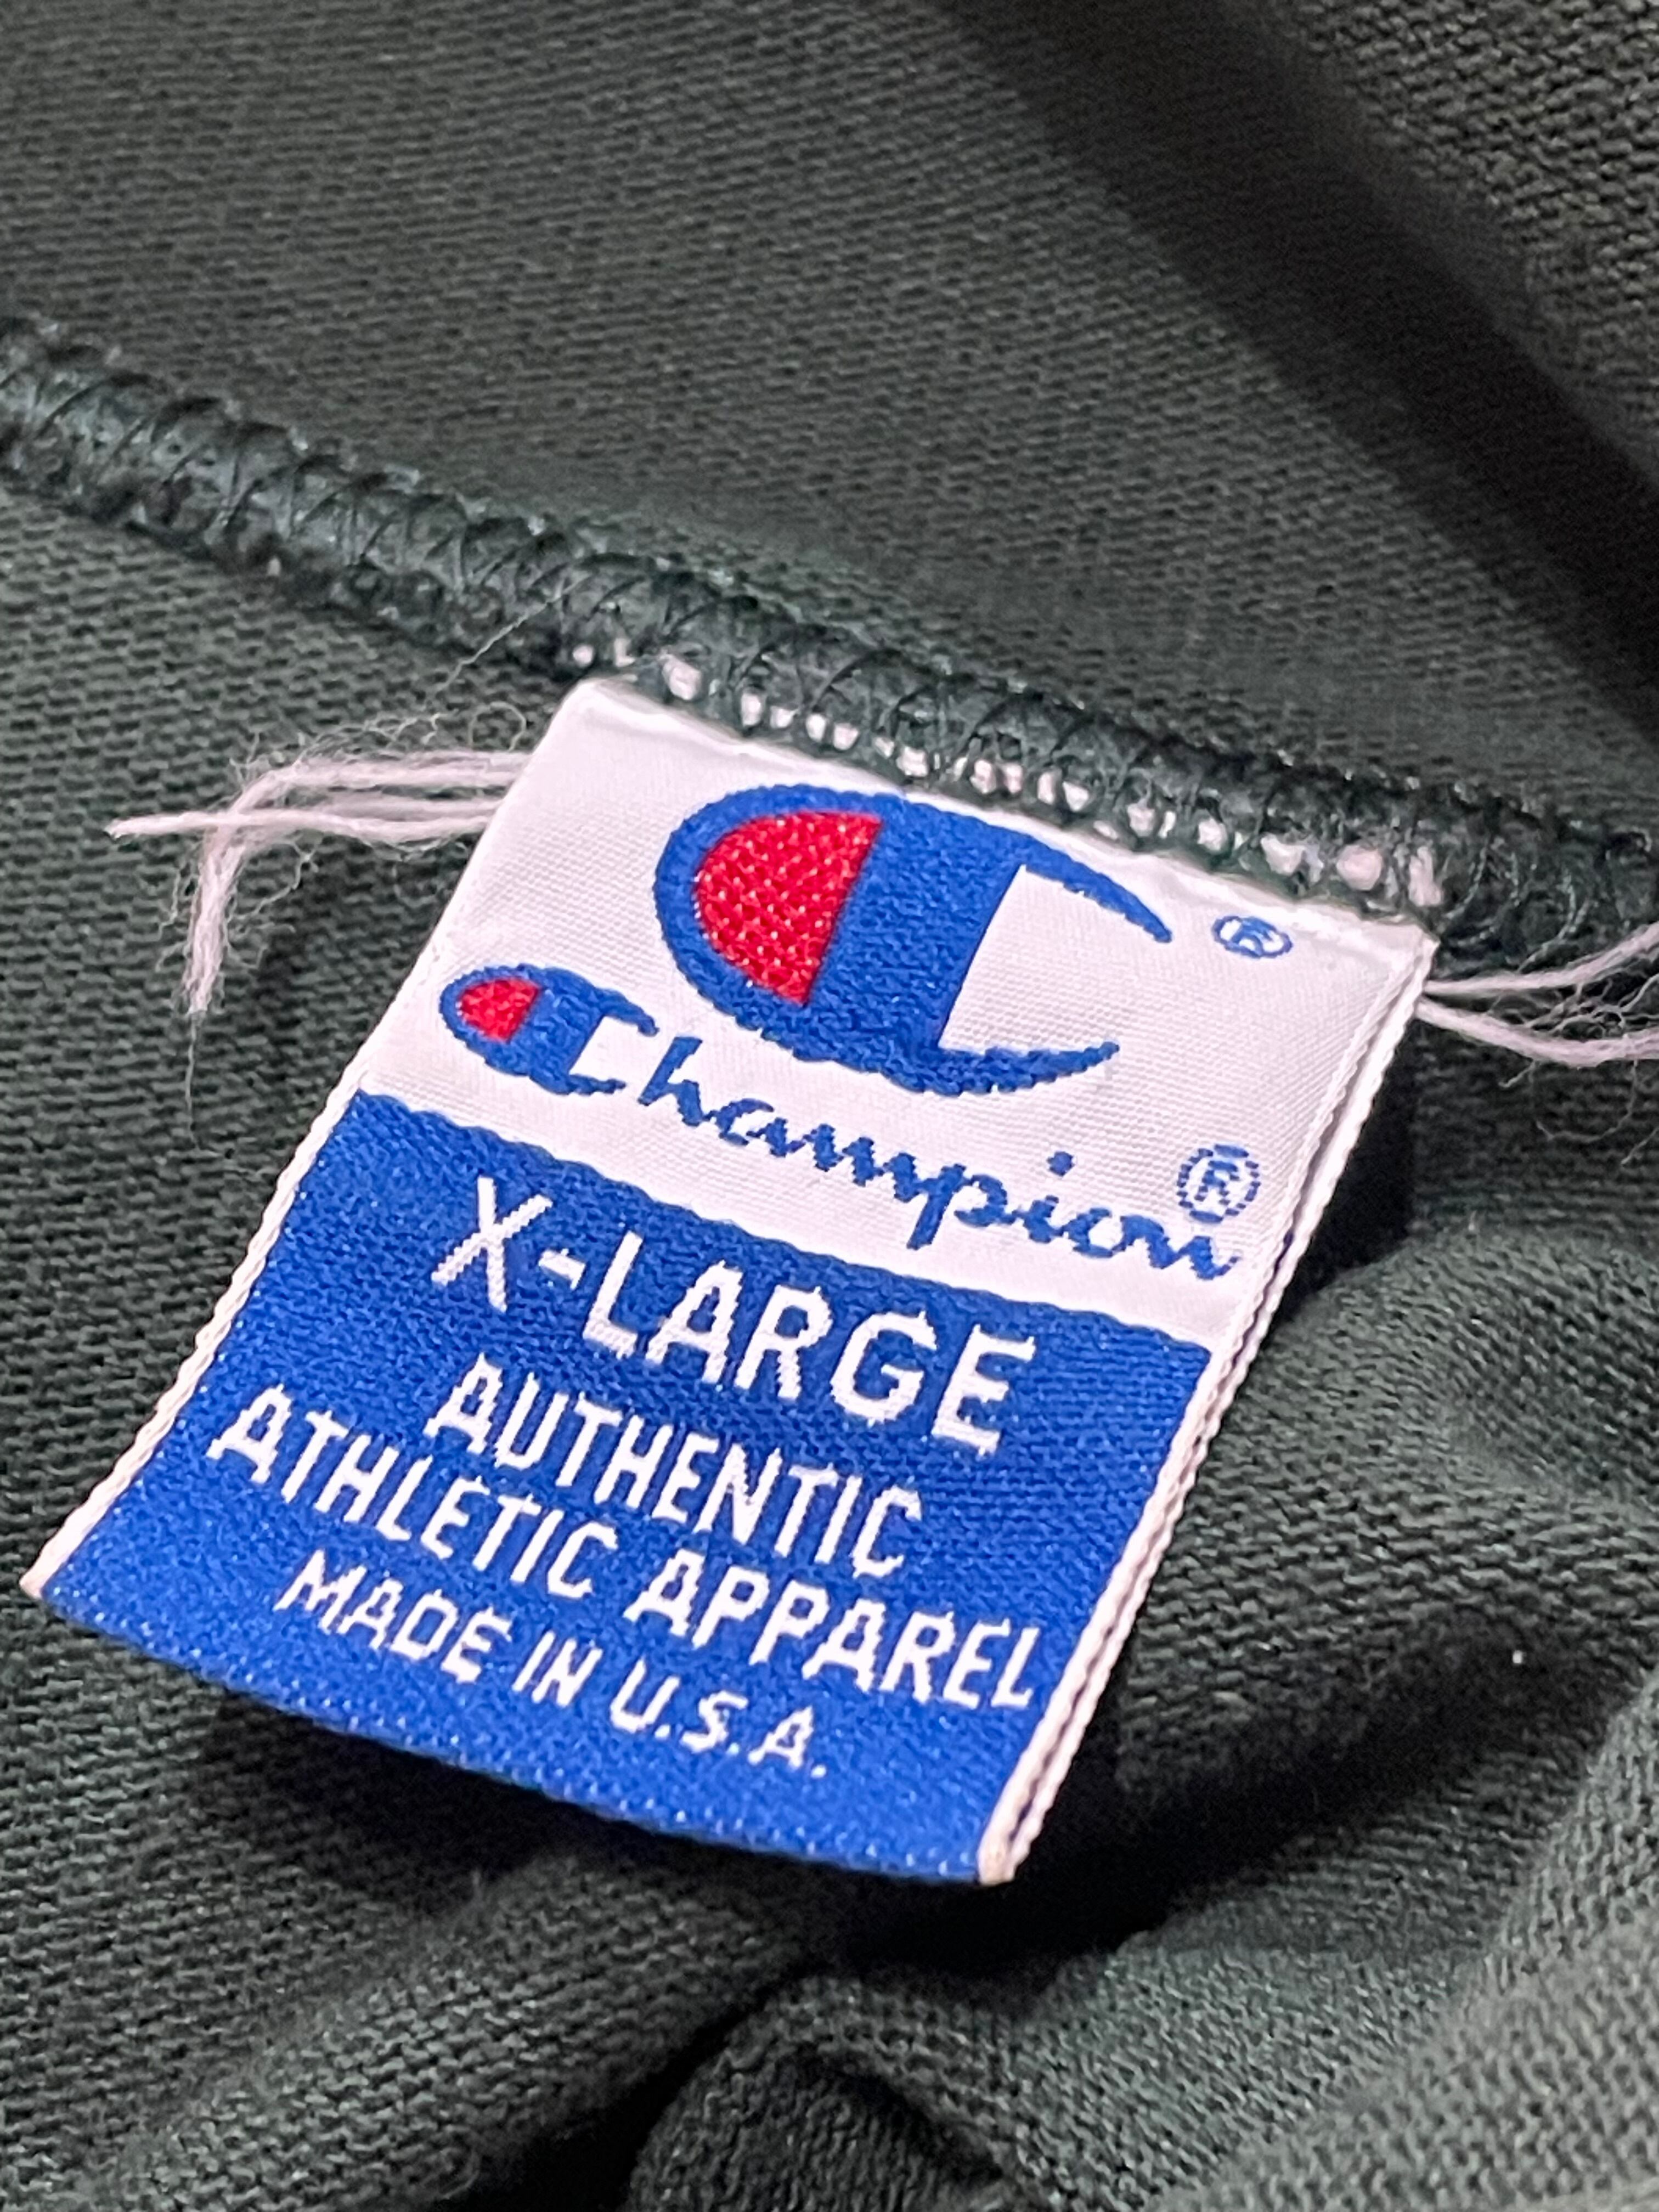 ®
Champion®
X-LARGE
AUTHENTIC
ATHLETIC APPAREL
MADE IN U.S.A.